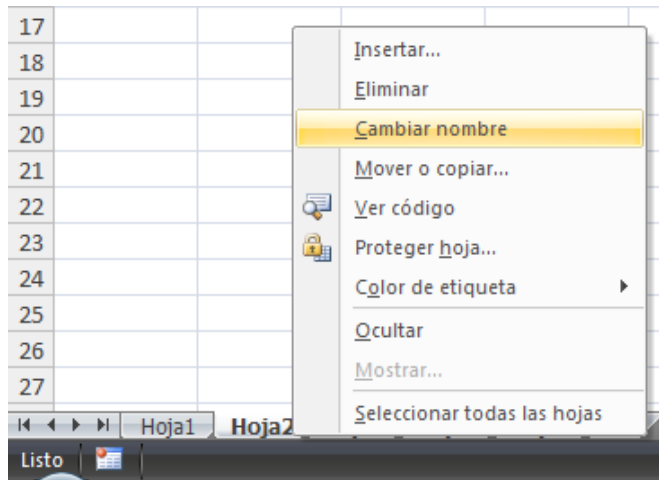 17
18
19
20
21
22
23
24
25
26
27
Insertar...
Eliminar
Cambiar nombre
Mover o copiar...
Ver código
Proteger hoja...
Color de etiqueta
Ocultar
Mostrar...
Seleccionar todas las hojas
Hoja1 Hoja2
Listo